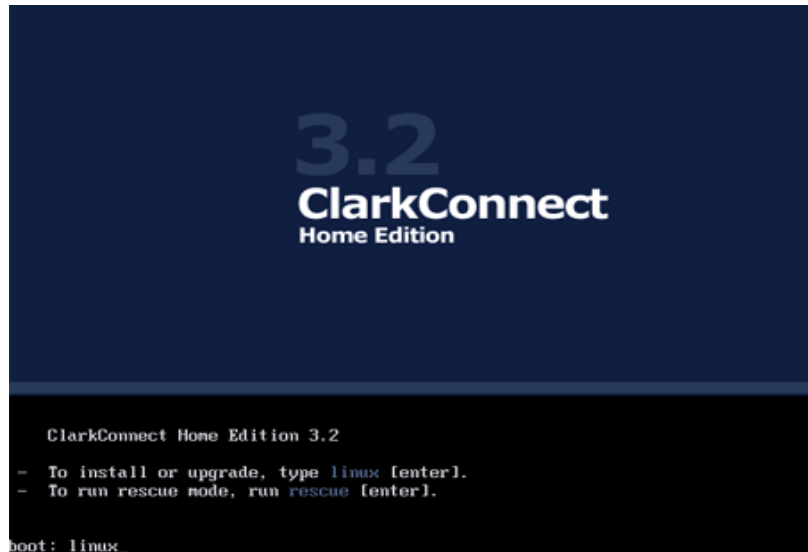 3.2
ClarkConnect
Home Edition
ClarkConnect Home Edition 3.2
- To install or upgrade, type linux [enter].
- To run rescue mode, run rescue [enter].
boot: linux_